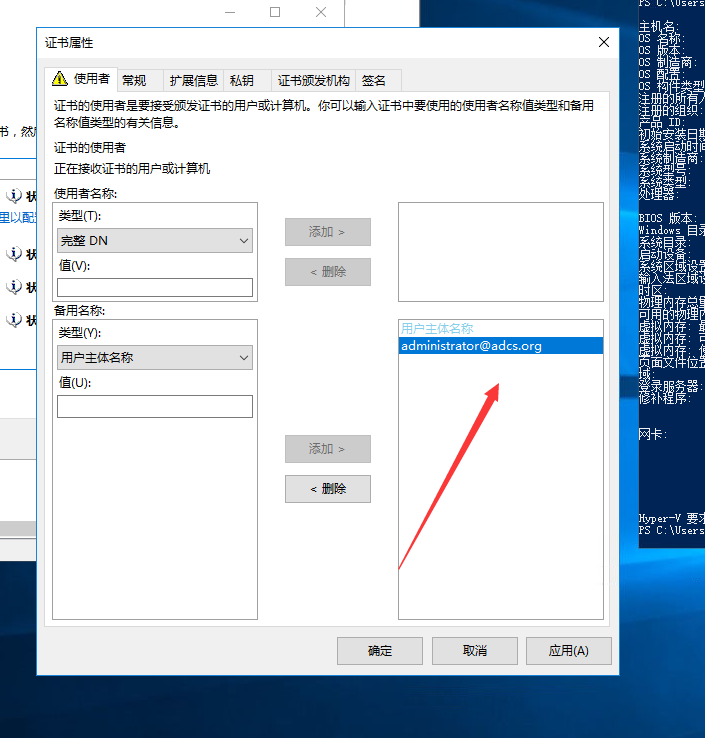 证书属性
使用者
常规
扩展信息
私钥
证书颁发机构
签名
证书的使用者是要接受颁发证书的用户或计算机。你可以输入证书中要使用的使用者名称值类型和备用
名称值类型的有关信息。
证书的使用者
正在接收证书的用户或计算机
使用者名称:
类型(T):
完整 DN
值(V):
添加 >
< 删除
备用名称:
类型(Y):
用户主体名称
值(U):
添加 >
< 删除
用户主体名称
administrator@adcs.org
确定
取消
应用(A)
书，然
状
里以配
状
状
状
PS C:\Users
主机名:
OS 名称:
OS 版本:
OS 制造商:
OS 配置:
OS 构件类型
注册的所有人
注册的组织:
产品 ID:
初始安装日期
系统启动时间
系统制造商:
系统型号:
系统类型:
处理器:
BIOS 版本:
Windows 目录
系统目录:
启动设备:
系统区域设置
输入法区域设
时区:
物理内存总量
可用的物理内
虚拟内存: 最
虚拟内存: 可
虚拟内存: 使
页面文件位置
域:
登录服务器:
修补程序:
网卡:
Hyper-V 要求
PS C:\Users